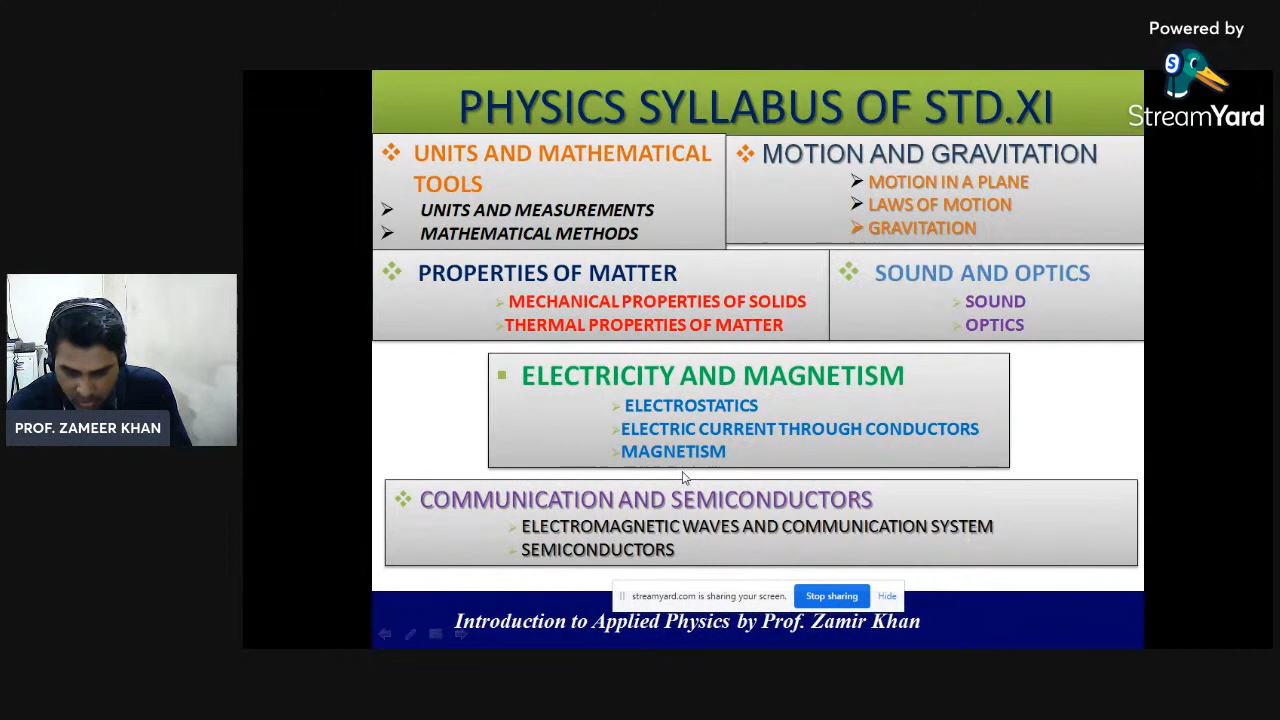 Powered by
StreamYard
PHYSICS SYLLABUS OF STD.XI
UNITS AND MATHEMATICAL
TOOLS
UNITS AND MEASUREMENTS
MATHEMATICAL METHODS
MOTION AND GRAVITATION
MOTION IN A PLANE
LAWS OF MOTION
GRAVITATION
PROPERTIES OF MATTER
MECHANICAL PROPERTIES OF SOLIDS
THERMAL PROPERTIES OF MATTER
SOUND AND OPTICS
SOUND
OPTICS
ELECTRICITY AND MAGNETISM
ELECTROSTATICS
ELECTRIC CURRENT THROUGH CONDUCTORS
MAGNETISM
PROF. ZAMEER KHAN
COMMUNICATION AND SEMICONDUCTORS
ELECTROMAGNETIC WAVES AND COMMUNICATION SYSTEM
SEMICONDUCTORS
streamyard.com is sharing your screen. Stop sharing Hide
Introduction to Applied Physics by Prof. Zamir Khan